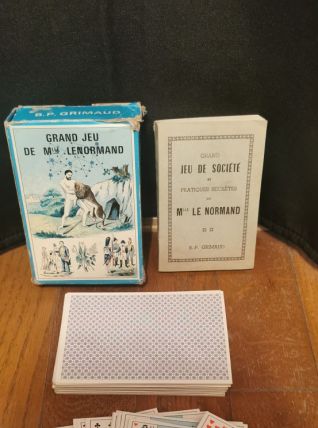 B.P. GRIMAUD
GRAND JEU
DE Mlle LENORMAND
GRAND
JEU DE SOCIÉTÉ
ET
PRATIQUES SECRÈTES
DE
Mlle LE NORMAND
B.P. GRIMAUD